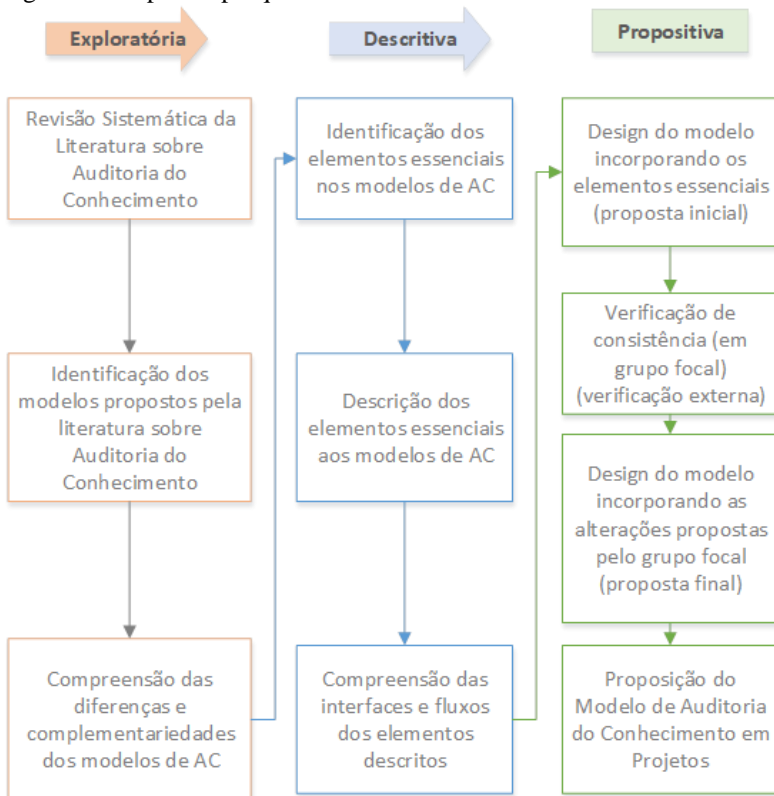 Exploratória
Descritiva
Propositiva
Revisão Sistemática da
Literatura sobre
Auditoria do
Conhecimento
Identificação dos
modelos propostos pela
literatura sobre
Auditoria do
Conhecimento
Compreensão das
diferenças e
complementariedades
dos modelos de AC
Identificação dos
elementos essenciais
nos modelos de AC
Descrição dos
elementos essenciais
aos modelos de AC
Compreensão das
interfaces e fluxos
dos elementos
descritos
Design do modelo
incorporando os
elementos essenciais
(proposta inicial)
Verificação de
consistência (em
grupo focal)
(verificação externa)
Design do modelo
incorporando as
alterações propostas
pelo grupo focal
(proposta final)
Proposição do
Modelo de Auditoria
do Conhecimento em
Projetos